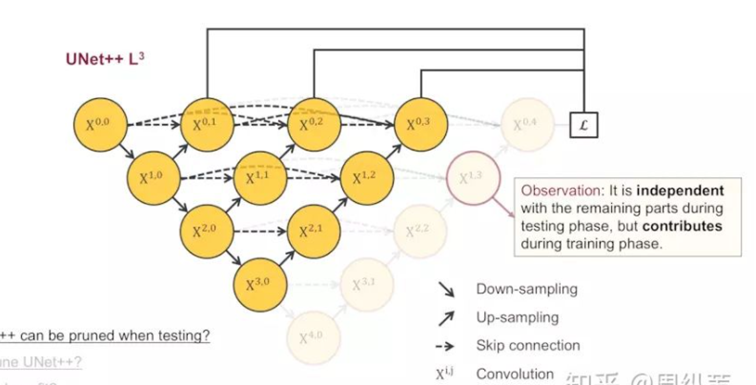 UNet++ L³
X⁰,⁰
X⁰,¹
X⁰,²
X⁰,³
X⁰,⁴
ℒ
X¹,⁰
X¹,¹
X¹,²
X¹,³
Observation: It is independent
with the remaining parts during
testing phase, but contributes
during training phase.
X²,⁰
X²,¹
X²,²
X³,⁰
X³,¹
X⁴,⁰
Down-sampling
Up-sampling
Skip connection
Xⁱ,ʲ Convolution
++ can be pruned when testing?
une UNet++?
知乎